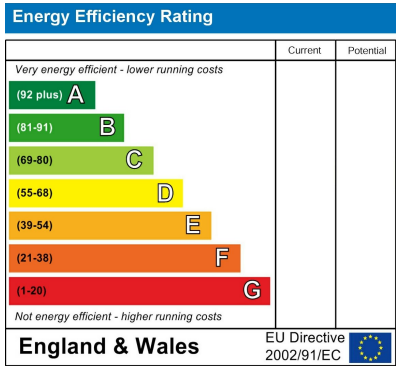 Energy Efficiency Rating
Current Potential
Very energy efficient - lower running costs
(92 plus) A
(81-91) B
(69-80) C
(55-68) D
(39-54) E
(21-38) F
(1-20) G
Not energy efficient - higher running costs
England & Wales
EU Directive
2002/91/EC